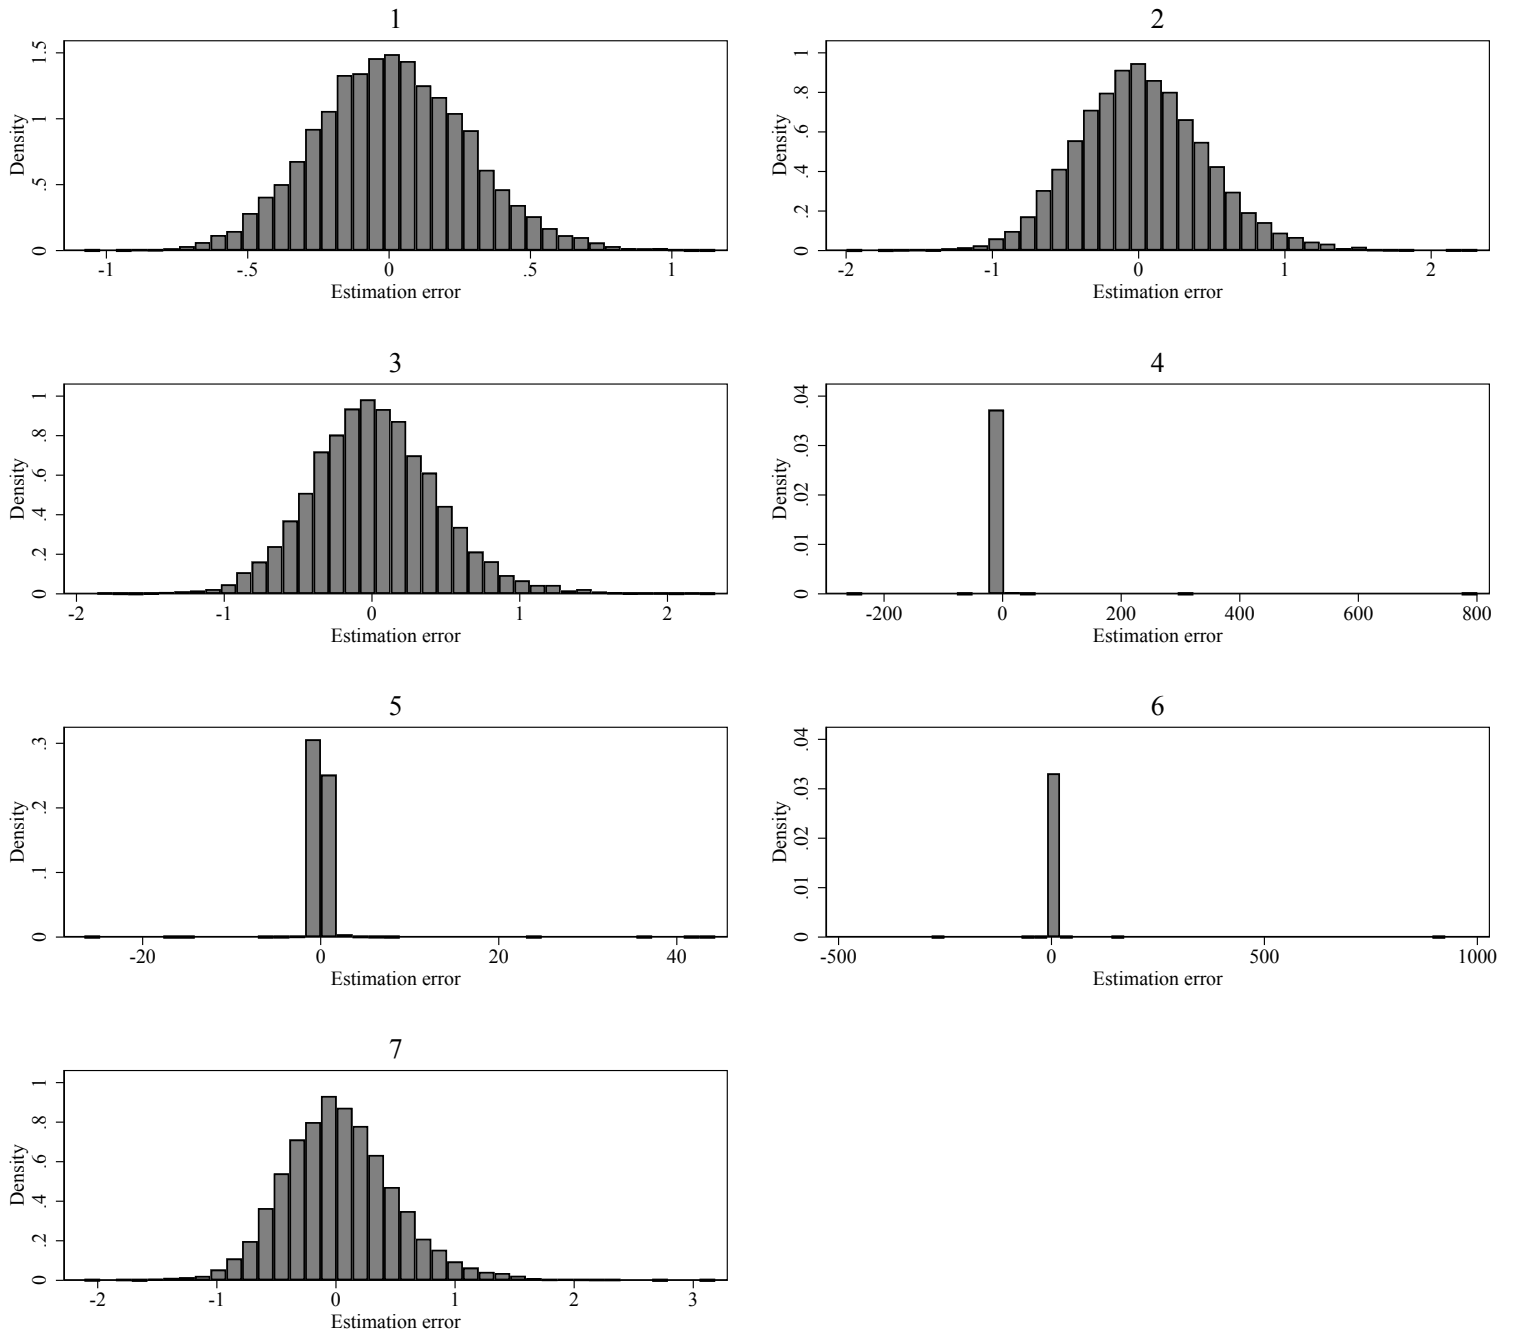 1
Density
0 .5 1 1.5
-1 -.5 0 .5 1
Estimation error
2
Density
0 .2 .4 .6 .8 1
-2 -1 0 1 2
Estimation error
3
Density
0 .2 .4 .6 .8 1
-2 -1 0 1 2
Estimation error
4
Density
0 .01 .02 .03 .04
-200 0 200 400 600 800
Estimation error
5
Density
0 .1 .2 .3
-20 0 20 40
Estimation error
6
Density
0 .01 .02 .03 .04
-500 0 500 1000
Estimation error
7
Density
0 .2 .4 .6 .8 1
-2 -1 0 1 2 3
Estimation error